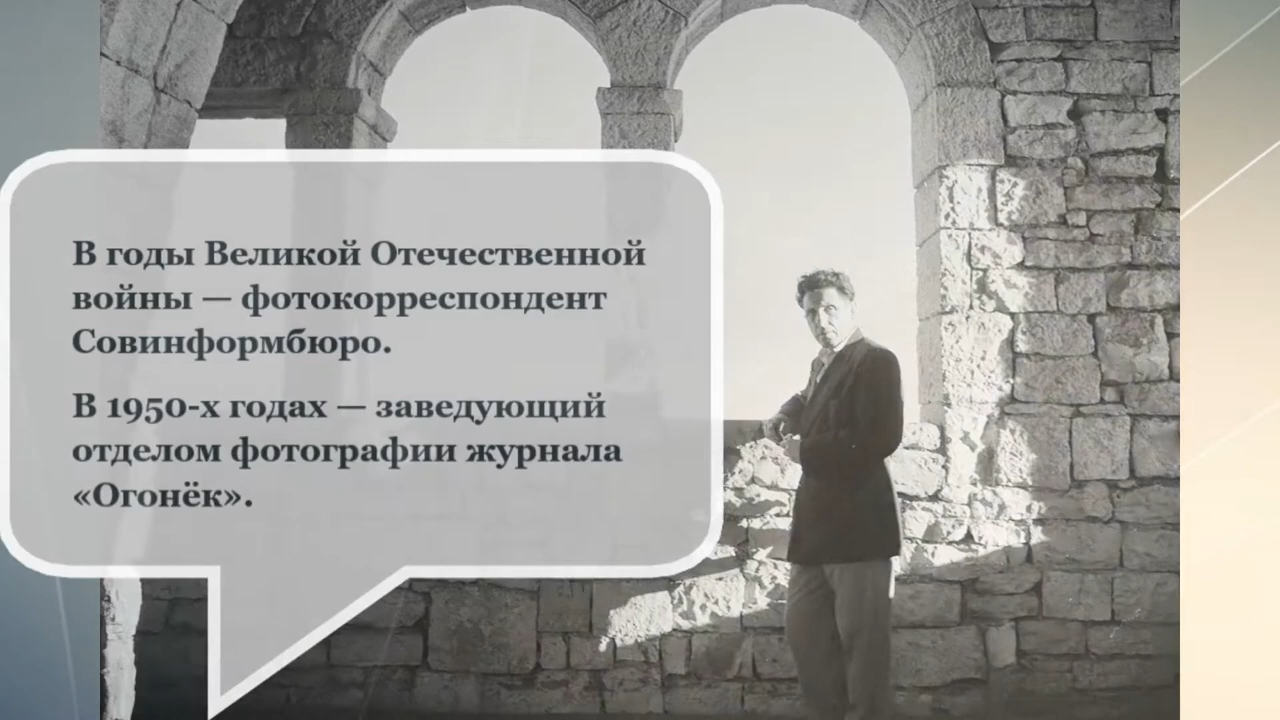 В годы Великой Отечественной
войны — фотокорреспондент
Совинформбюро.
В 1950-х годах — заведующий
отделом фотографии журнала
«Огонёк».